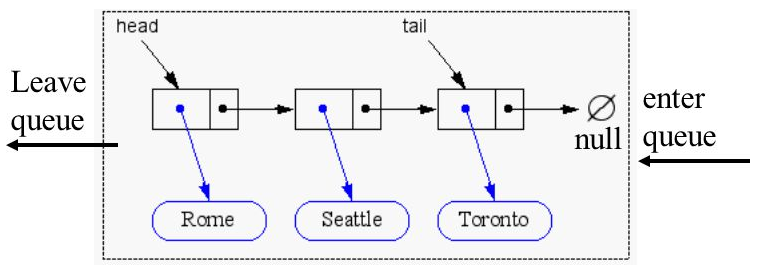 head
tail
Leave
queue
enter
queue
∅
null
Rome
Seattle
Toronto